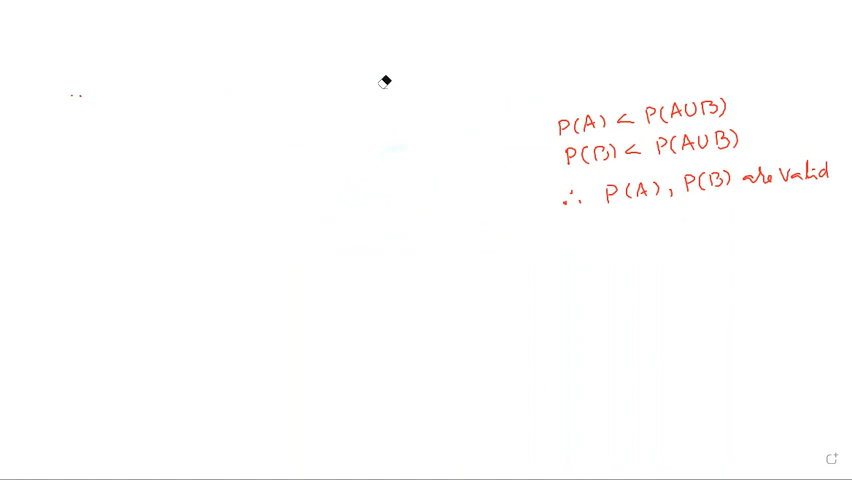 P(A) < P(A∪B)
P(B) < P(A∪B)
∴ P(A), P(B) are valid